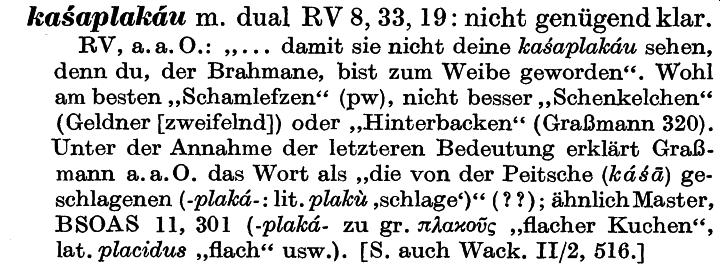 kaśaplakáu m. dual RV 8, 33, 19: nicht genügend klar.
RV, a. a. O.: „... damit sie nicht deine kaśaplakáu sehen,
denn du, der Brahmane, bist zum Weibe geworden“. Wohl
am besten „Schamlefzen“ (pw), nicht besser „Schenkelchen“
(Geldner [zweifelnd]) oder „Hinterbacken“ (Graßmann 320).
Unter der Annahme der letzteren Bedeutung erklärt Graß-
mann a. a. O. das Wort als „die von der Peitsche (káśā) ge-
schlagenen (-plaká-: lit. plakù ‚schlage‘)“ (??); ähnlich Master,
BSOAS 11, 301 (-plaká- zu gr. πλακοῦς „flacher Kuchen“,
lat. placidus „flach“ usw.). [S. auch Wack. II/2, 516.]